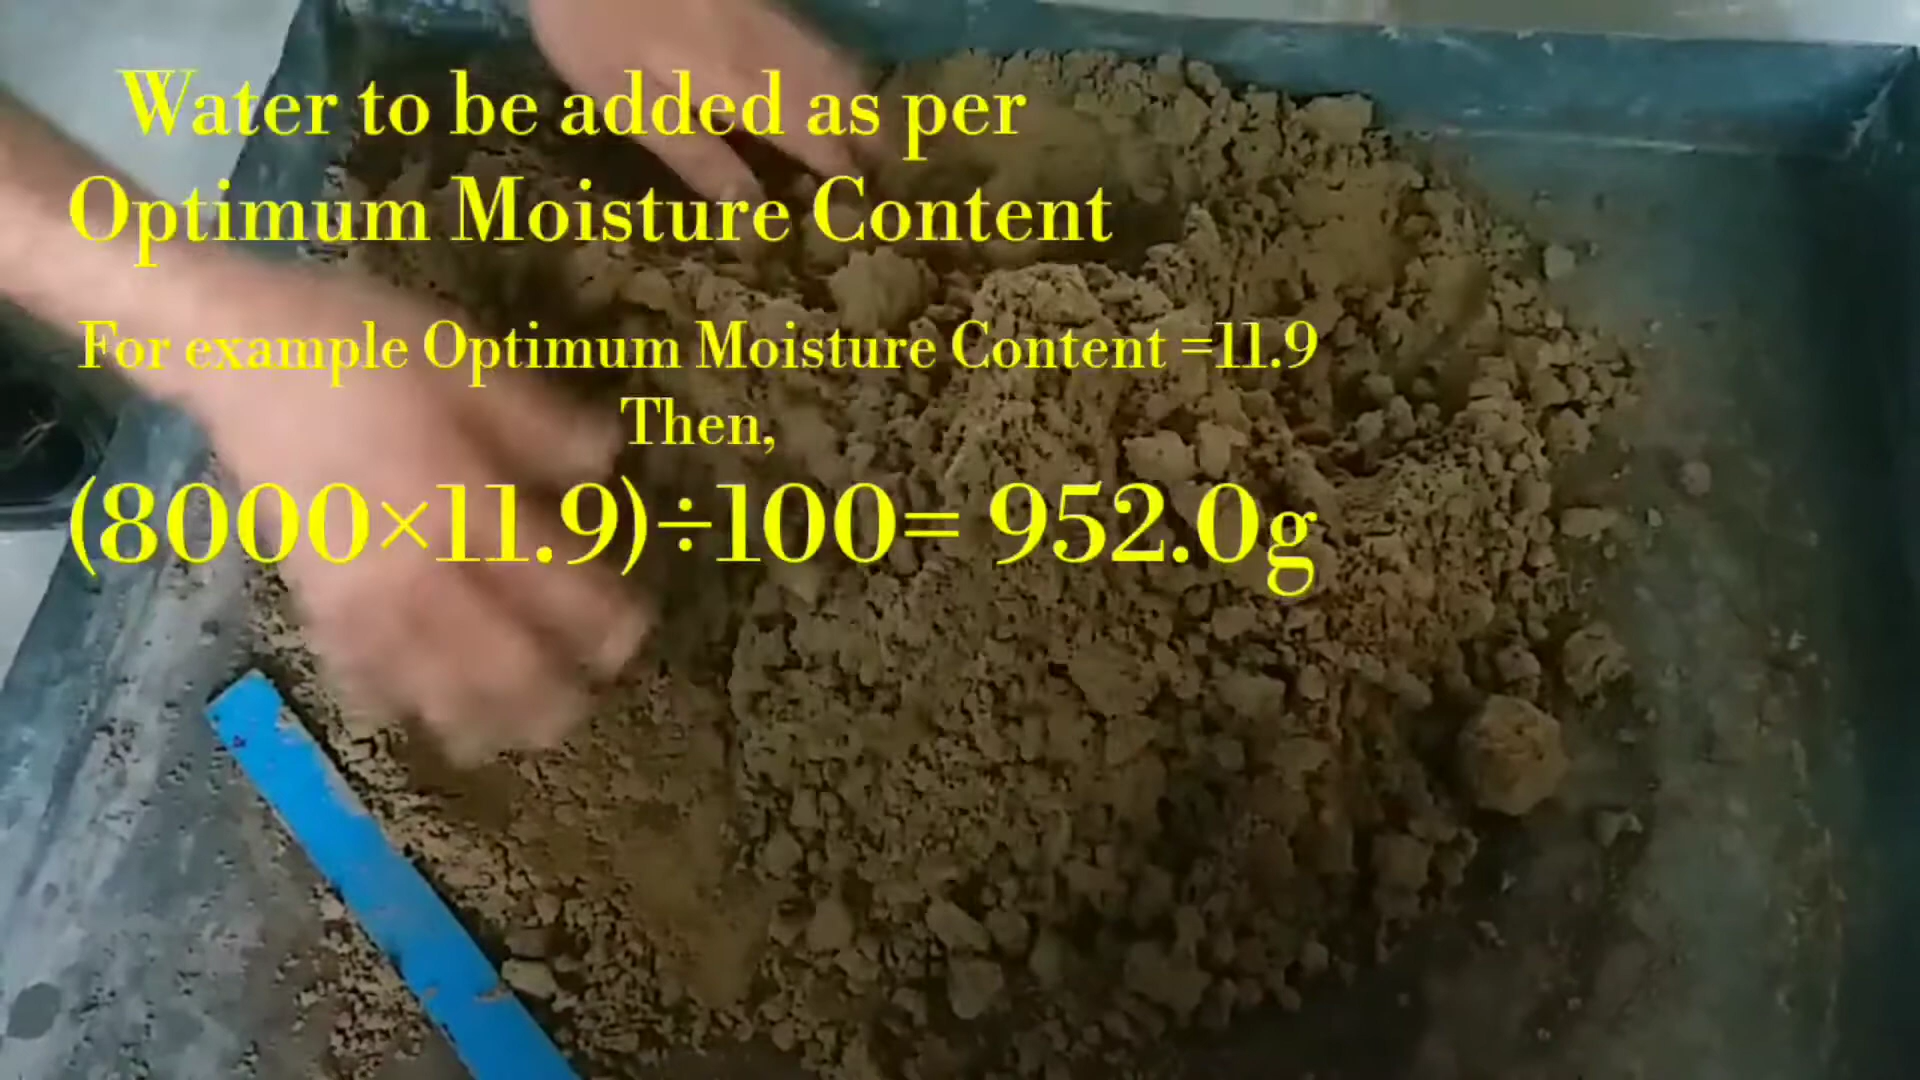 Water to be added as per
Optimum Moisture Content
For example Optimum Moisture Content =11.9
Then,
(8000×11.9)÷100= 952.0g